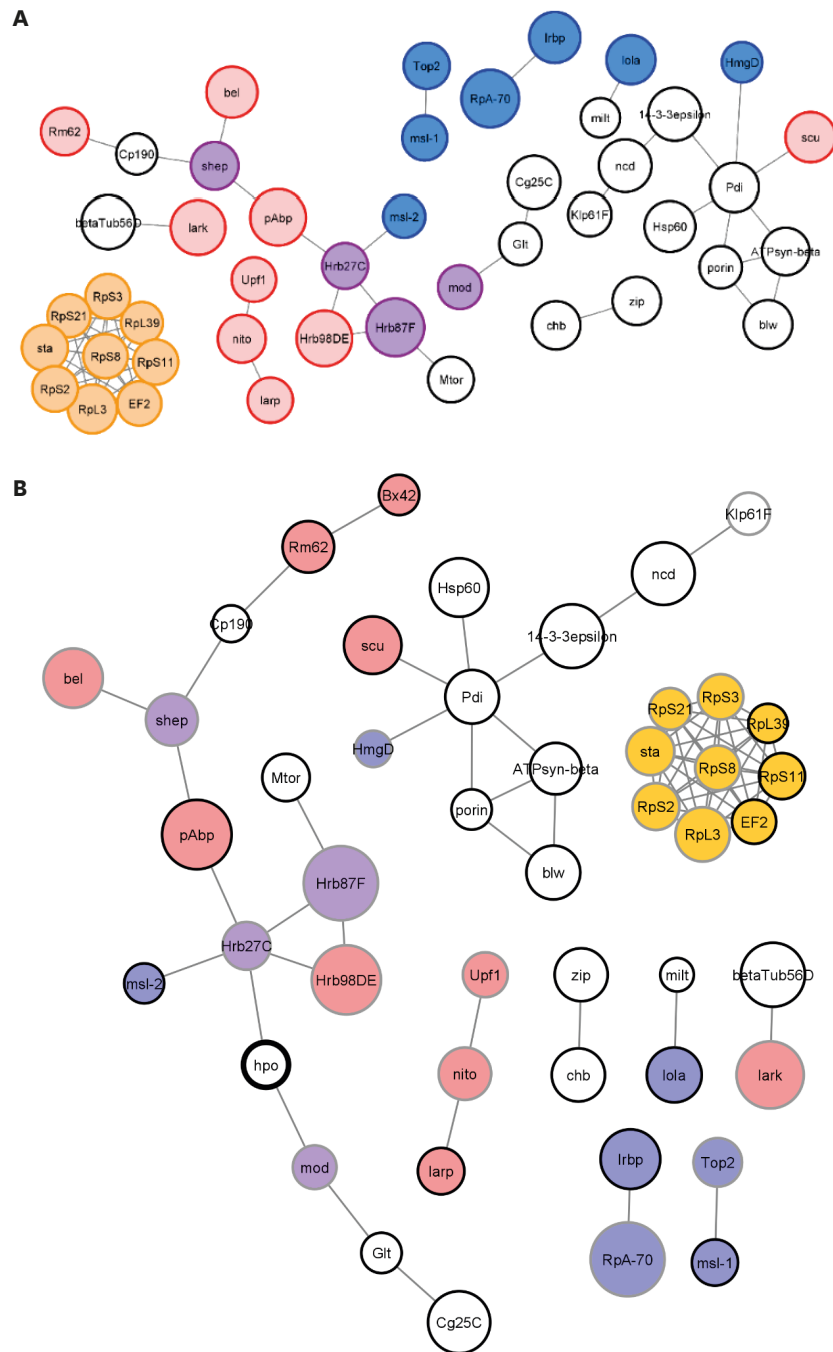 A
Irbp
Top2
lola
HmgD
bel
RpA-70
14-3-3epsilon
milt
Rm62
msl-1
scu
Cp190
shep
ncd
Cg25C
Pdi
betaTub56D
lark
pAbp
msl-2
Klp61F
Hsp60
Glt
ATPsyn-beta
Hrb27C
porin
Upf1
mod
RpS3
RpS21
RpL39
zip
chb
blw
Hrb87F
nito
Hrb98DE
sta
RpS8
RpS11
Mtor
RpS2
RpL3
EF2
larp
B
Bx42
Klp61F
Rm62
ncd
Hsp60
Cp190
14-3-3epsilon
scu
bel
Pdi
RpS3
RpS21
shep
RpL39
HmgD
sta
RpS8
ATPsyn-beta
RpS11
Mtor
RpS2
porin
RpL3
EF2
pAbp
blw
Hrb87F
Hrb27C
Upf1
zip
milt
betaTub56D
Hrb98DE
msl-2
hpo
nito
chb
lola
lark
Irbp
Top2
mod
larp
Glt
RpA-70
msl-1
Cg25C